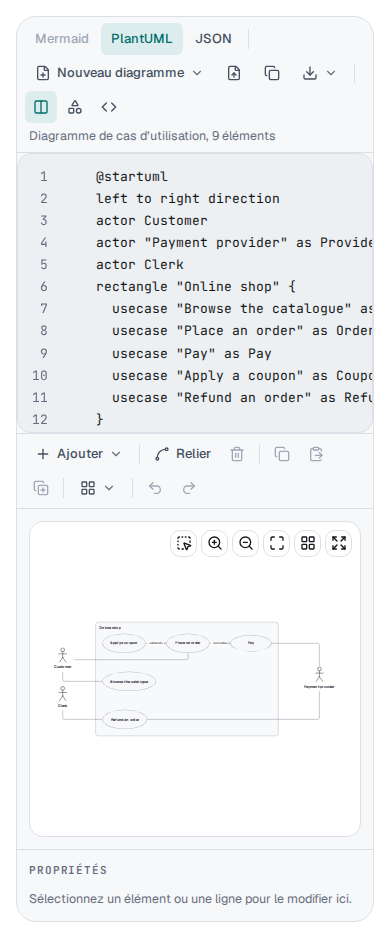 Mermaid PlantUML JSON
Nouveau diagramme
Diagramme de cas d'utilisation, 9 éléments
1 @startuml
2 left to right direction
3 actor Customer
4 actor "Payment provider" as Provide
5 actor Clerk
6 rectangle "Online shop" {
7 usecase "Browse the catalogue" as
8 usecase "Place an order" as Order
9 usecase "Pay" as Pay
10 usecase "Apply a coupon" as Coupo
11 usecase "Refund an order" as Refu
12 }
Ajouter Relier
Online shop
Apply a coupon Place an order Pay
Customer
Payment provider
Browse the catalogue
Clerk
Refund an order
PROPRIÉTÉS
Sélectionnez un élément ou une ligne pour le modifier ici.